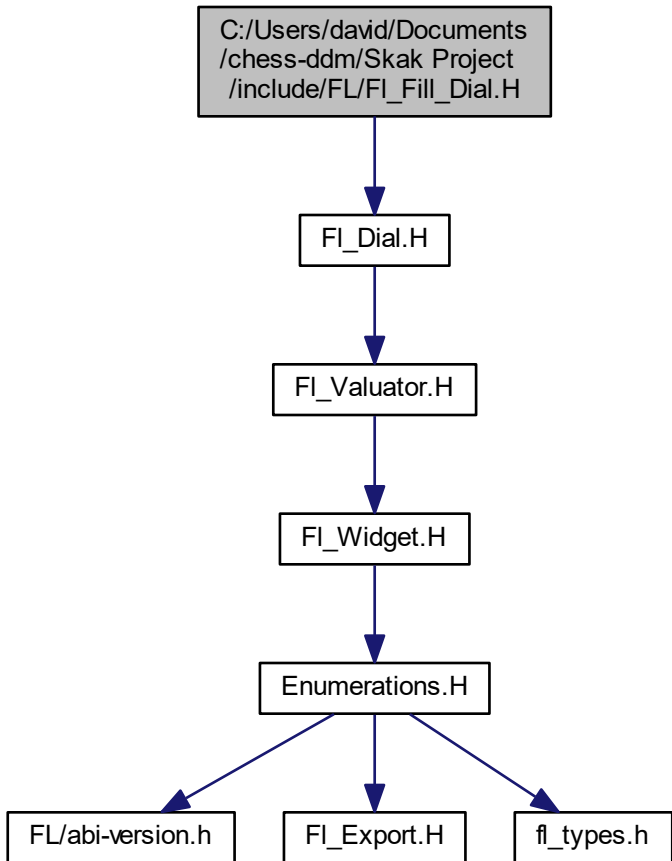 C:/Users/david/Documents
/chess-ddm/Skak Project
/include/FL/Fl_Fill_Dial.H
Fl_Dial.H
Fl_Valuator.H
Fl_Widget.H
Enumerations.H
FL/abi-version.h
Fl_Export.H
fl_types.h